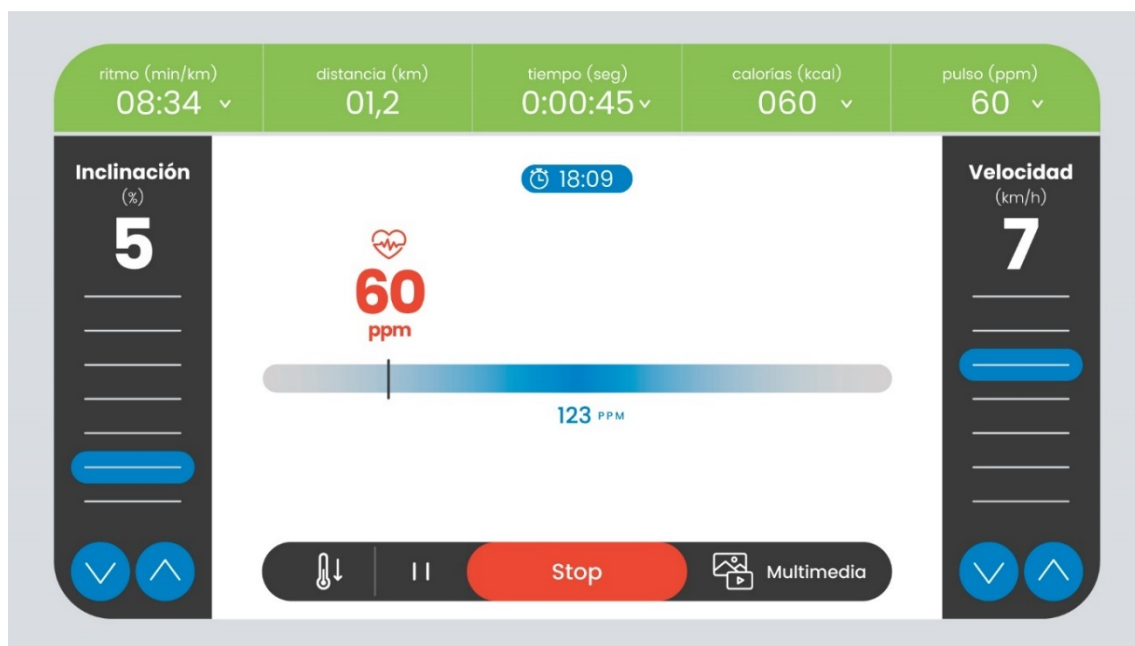 ritmo (min/km)
08:34
distancia (km)
01,2
tiempo (seg)
0:00:45
calorías (kcal)
060
pulso (ppm)
60
Inclinación
(%)
5
18:09
60
ppm
123 PPM
Stop
Multimedia
Velocidad
(km/h)
7